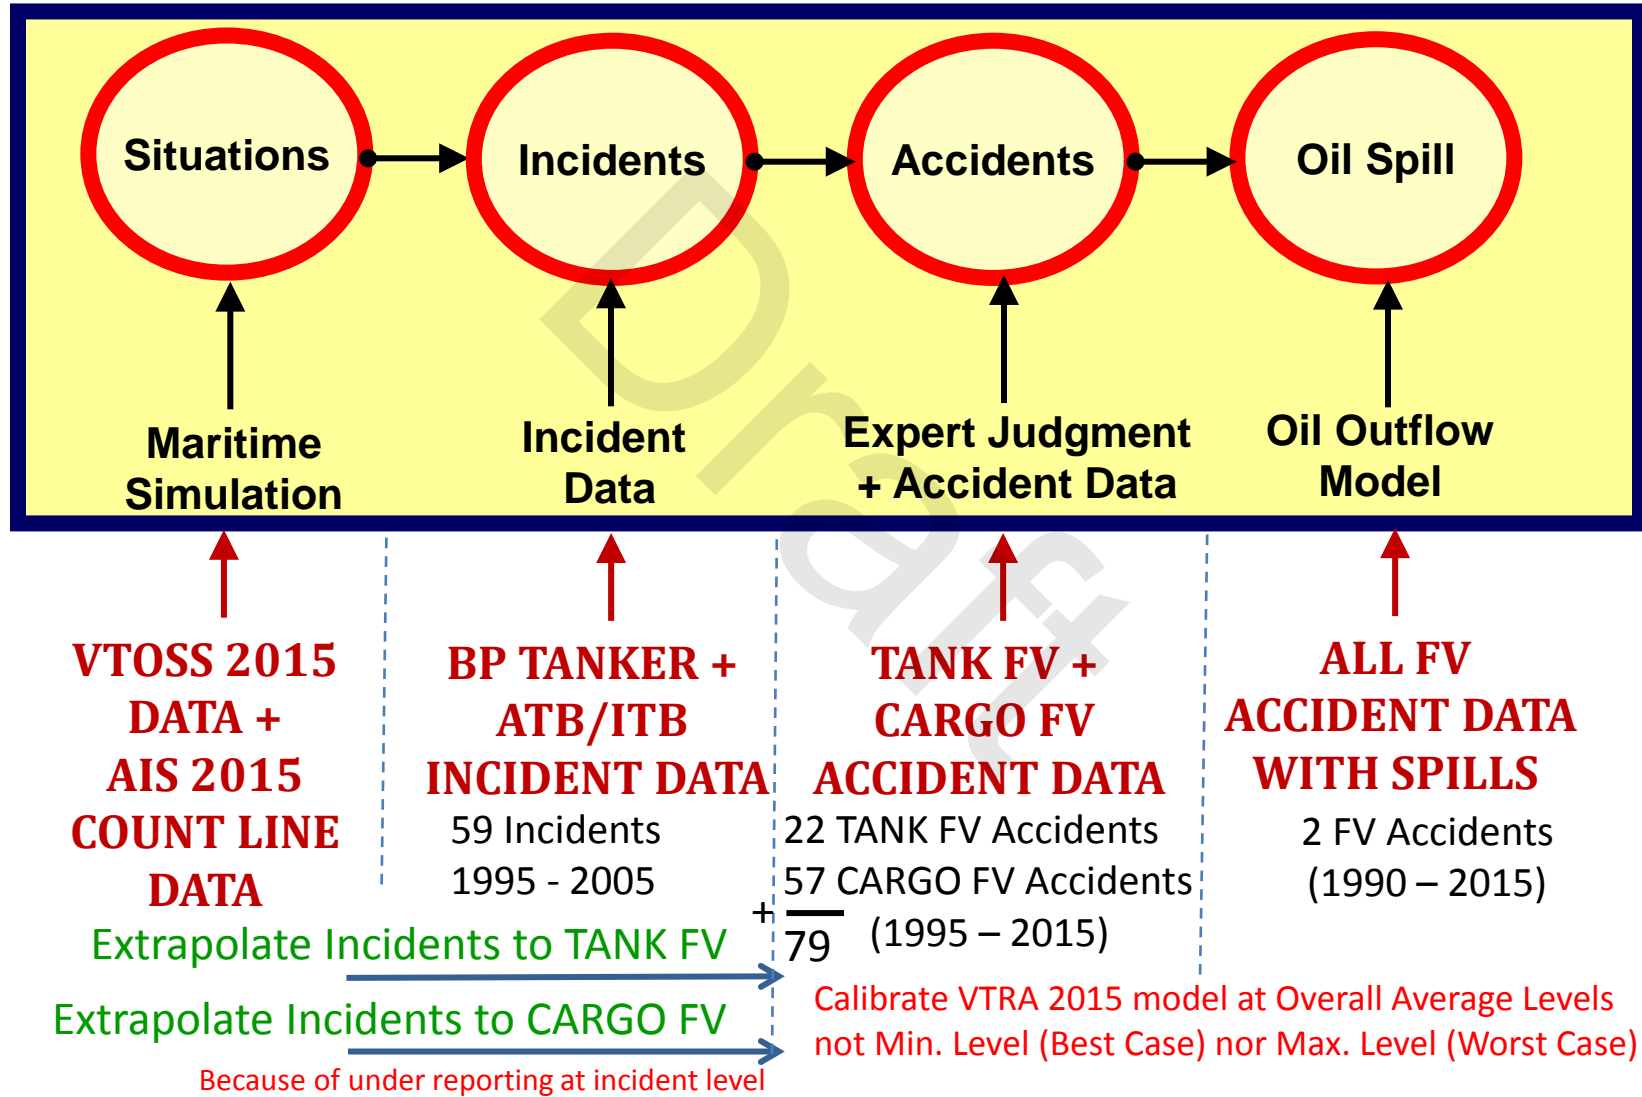 Situations
Incidents
Accidents
Oil Spill
Maritime
Simulation
Incident
Data
Expert Judgment
+ Accident Data
Oil Outflow
Model
Draft
VTOSS 2015
DATA +
AIS 2015
COUNT LINE
DATA
BP TANKER +
ATB/ITB
INCIDENT DATA
59 Incidents
1995 - 2005
TANK FV +
CARGO FV
ACCIDENT DATA
22 TANK FV Accidents
57 CARGO FV Accidents
+
79 (1995 – 2015)
ALL FV
ACCIDENT DATA
WITH SPILLS
2 FV Accidents
(1990 – 2015)
Extrapolate Incidents to TANK FV
Extrapolate Incidents to CARGO FV
Because of under reporting at incident level
Calibrate VTRA 2015 model at Overall Average Levels
not Min. Level (Best Case) nor Max. Level (Worst Case)